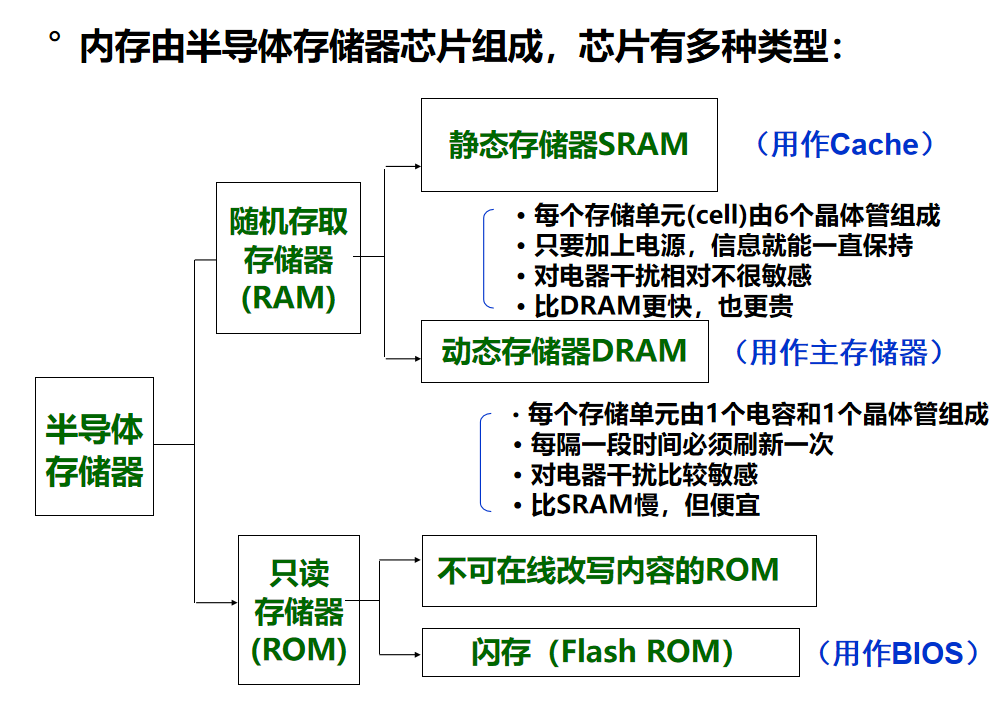 ° 内存由半导体存储器芯片组成，芯片有多种类型：
静态存储器SRAM （用作Cache）
• 每个存储单元(cell)由6个晶体管组成
• 只要加上电源，信息就能一直保持
• 对电器干扰相对不很敏感
• 比DRAM更快，也更贵
随机存取
存储器
(RAM)
动态存储器DRAM （用作主存储器）
• 每个存储单元由1个电容和1个晶体管组成
• 每隔一段时间必须刷新一次
• 对电器干扰比较敏感
• 比SRAM慢，但便宜
半导体
存储器
只读
存储器
(ROM)
不可在线改写内容的ROM
闪存（Flash ROM） （用作BIOS）